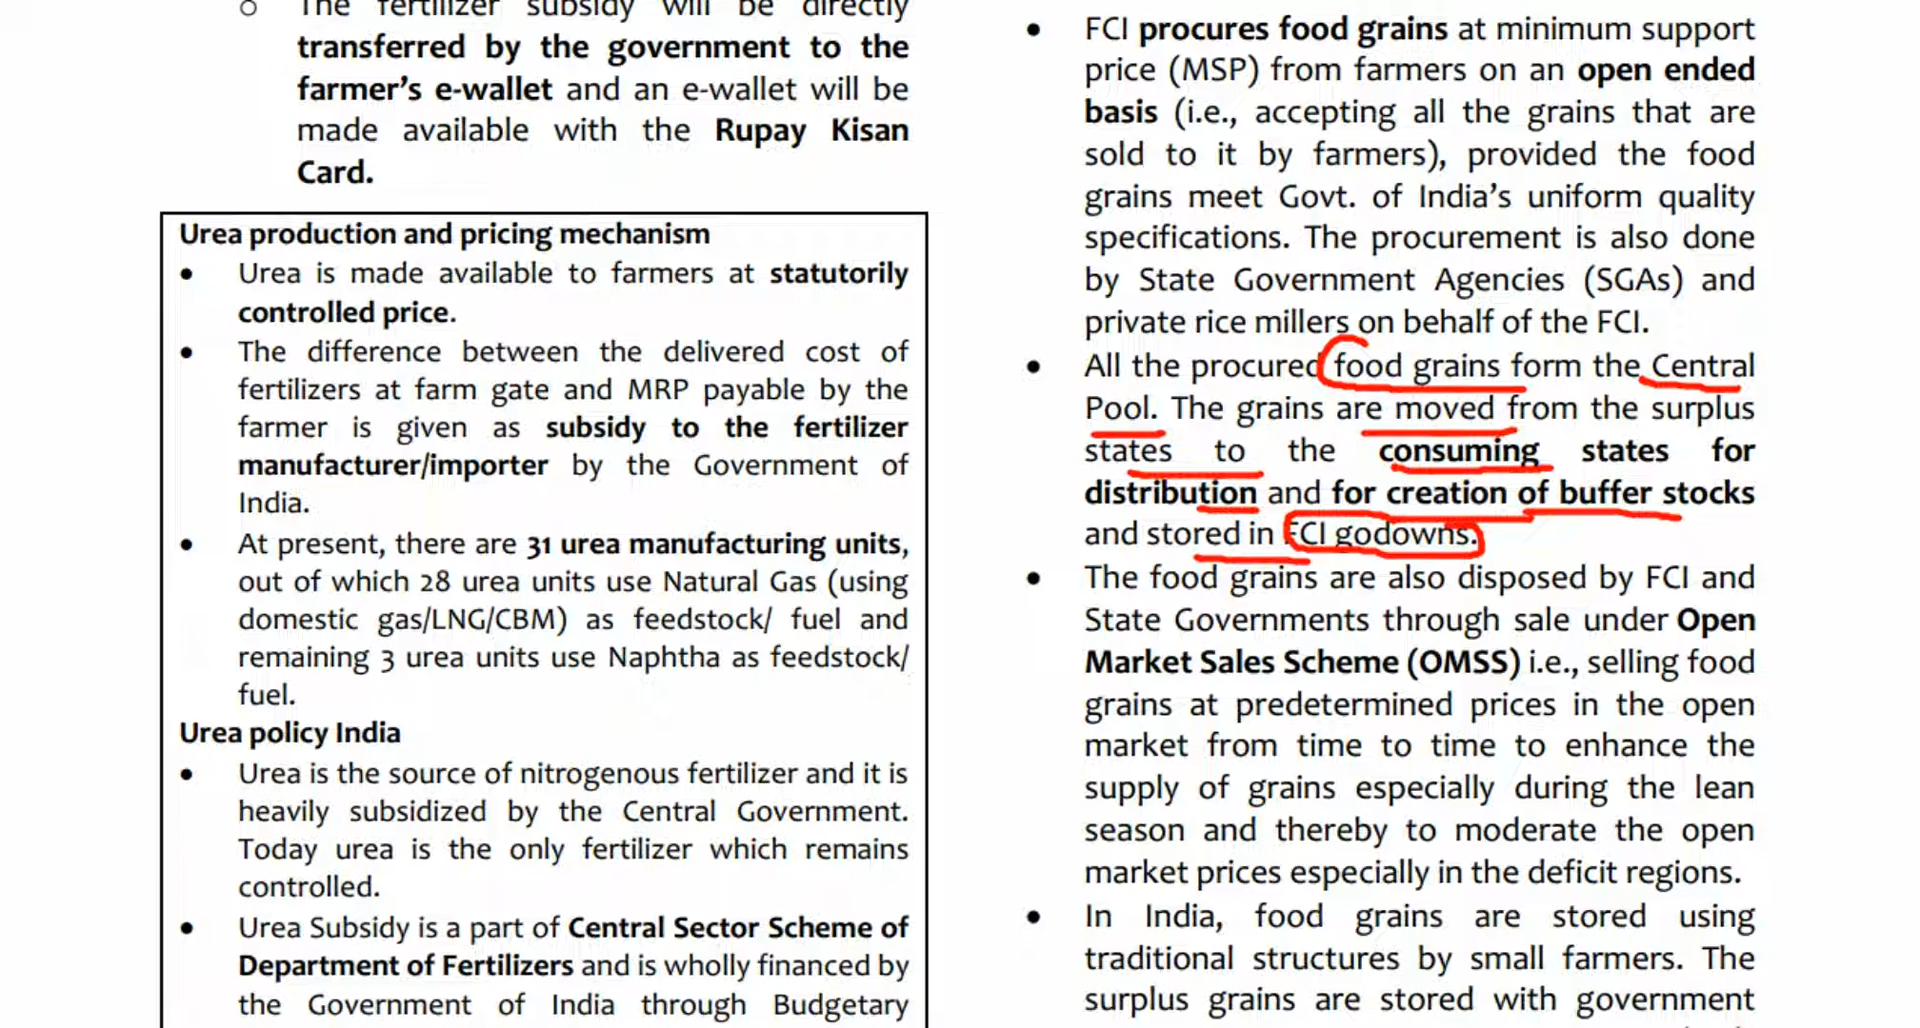 ○ The fertilizer subsidy will be directly
transferred by the government to the
farmer’s e-wallet and an e-wallet will be
made available with the Rupay Kisan
Card.
Urea production and pricing mechanism
• Urea is made available to farmers at statutorily
controlled price.
• The difference between the delivered cost of
fertilizers at farm gate and MRP payable by the
farmer is given as subsidy to the fertilizer
manufacturer/importer by the Government of
India.
• At present, there are 31 urea manufacturing units,
out of which 28 urea units use Natural Gas (using
domestic gas/LNG/CBM) as feedstock/ fuel and
remaining 3 urea units use Naphtha as feedstock/
fuel.
Urea policy India
• Urea is the source of nitrogenous fertilizer and it is
heavily subsidized by the Central Government.
Today urea is the only fertilizer which remains
controlled.
• Urea Subsidy is a part of Central Sector Scheme of
Department of Fertilizers and is wholly financed by
the Government of India through Budgetary
• FCI procures food grains at minimum support
price (MSP) from farmers on an open ended
basis (i.e., accepting all the grains that are
sold to it by farmers), provided the food
grains meet Govt. of India’s uniform quality
specifications. The procurement is also done
by State Government Agencies (SGAs) and
private rice millers on behalf of the FCI.
• All the procured food grains form the Central
Pool. The grains are moved from the surplus
states to the consuming states for
distribution and for creation of buffer stocks
and stored in FCI godowns.
• The food grains are also disposed by FCI and
State Governments through sale under Open
Market Sales Scheme (OMSS) i.e., selling food
grains at predetermined prices in the open
market from time to time to enhance the
supply of grains especially during the lean
season and thereby to moderate the open
market prices especially in the deficit regions.
• In India, food grains are stored using
traditional structures by small farmers. The
surplus grains are stored with government